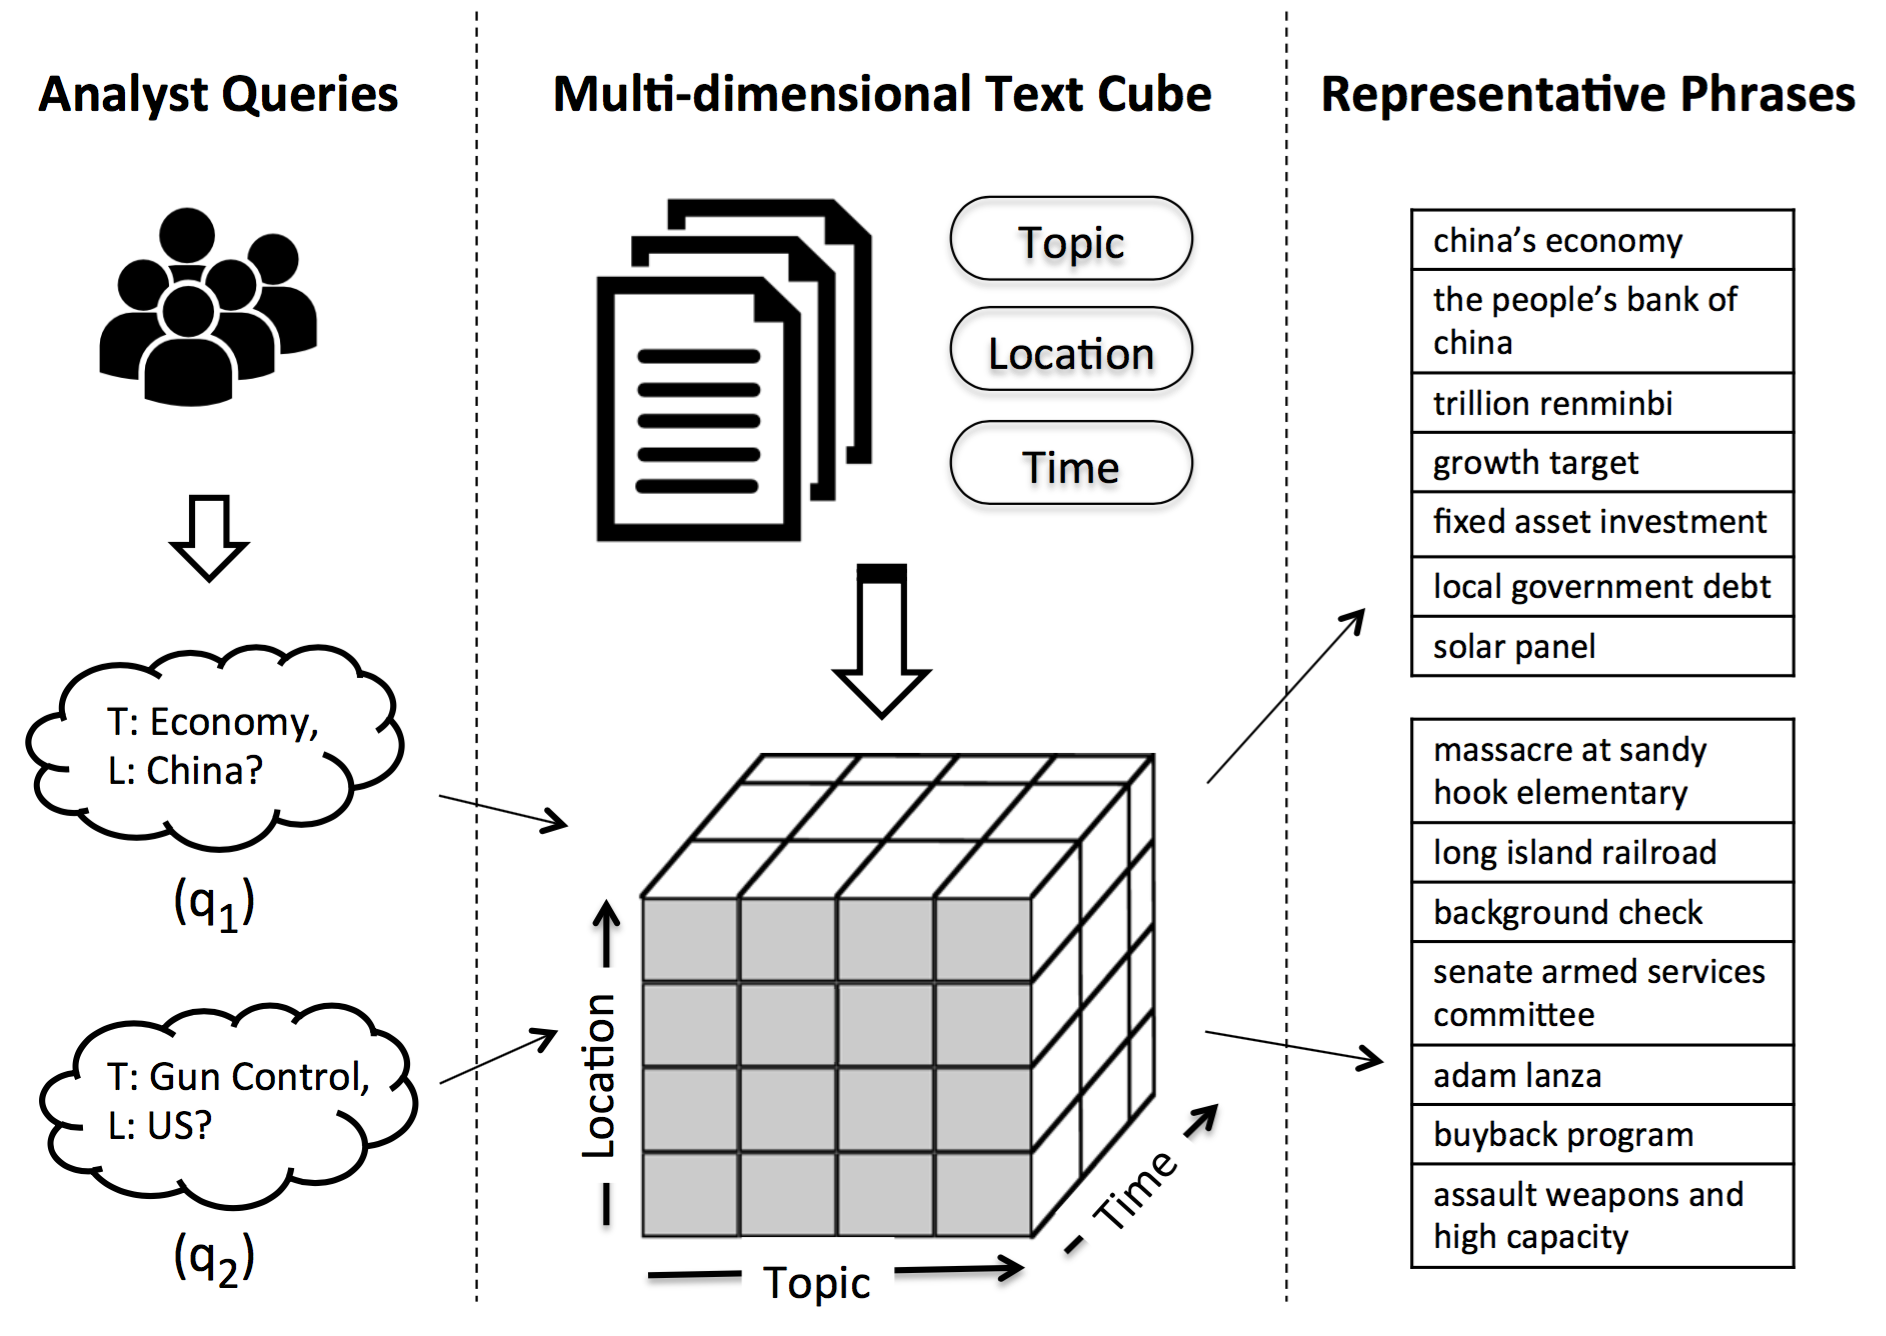 Analyst Queries
Multi-dimensional Text Cube
Representative Phrases
T: Economy,
L: China?
(q1)
T: Gun Control,
L: US?
(q2)
Topic
Location
Time
Location
Topic
Time
china’s economy
the people’s bank of
china
trillion renminbi
growth target
fixed asset investment
local government debt
solar panel
massacre at sandy
hook elementary
long island railroad
background check
senate armed services
committee
adam lanza
buyback program
assault weapons and
high capacity